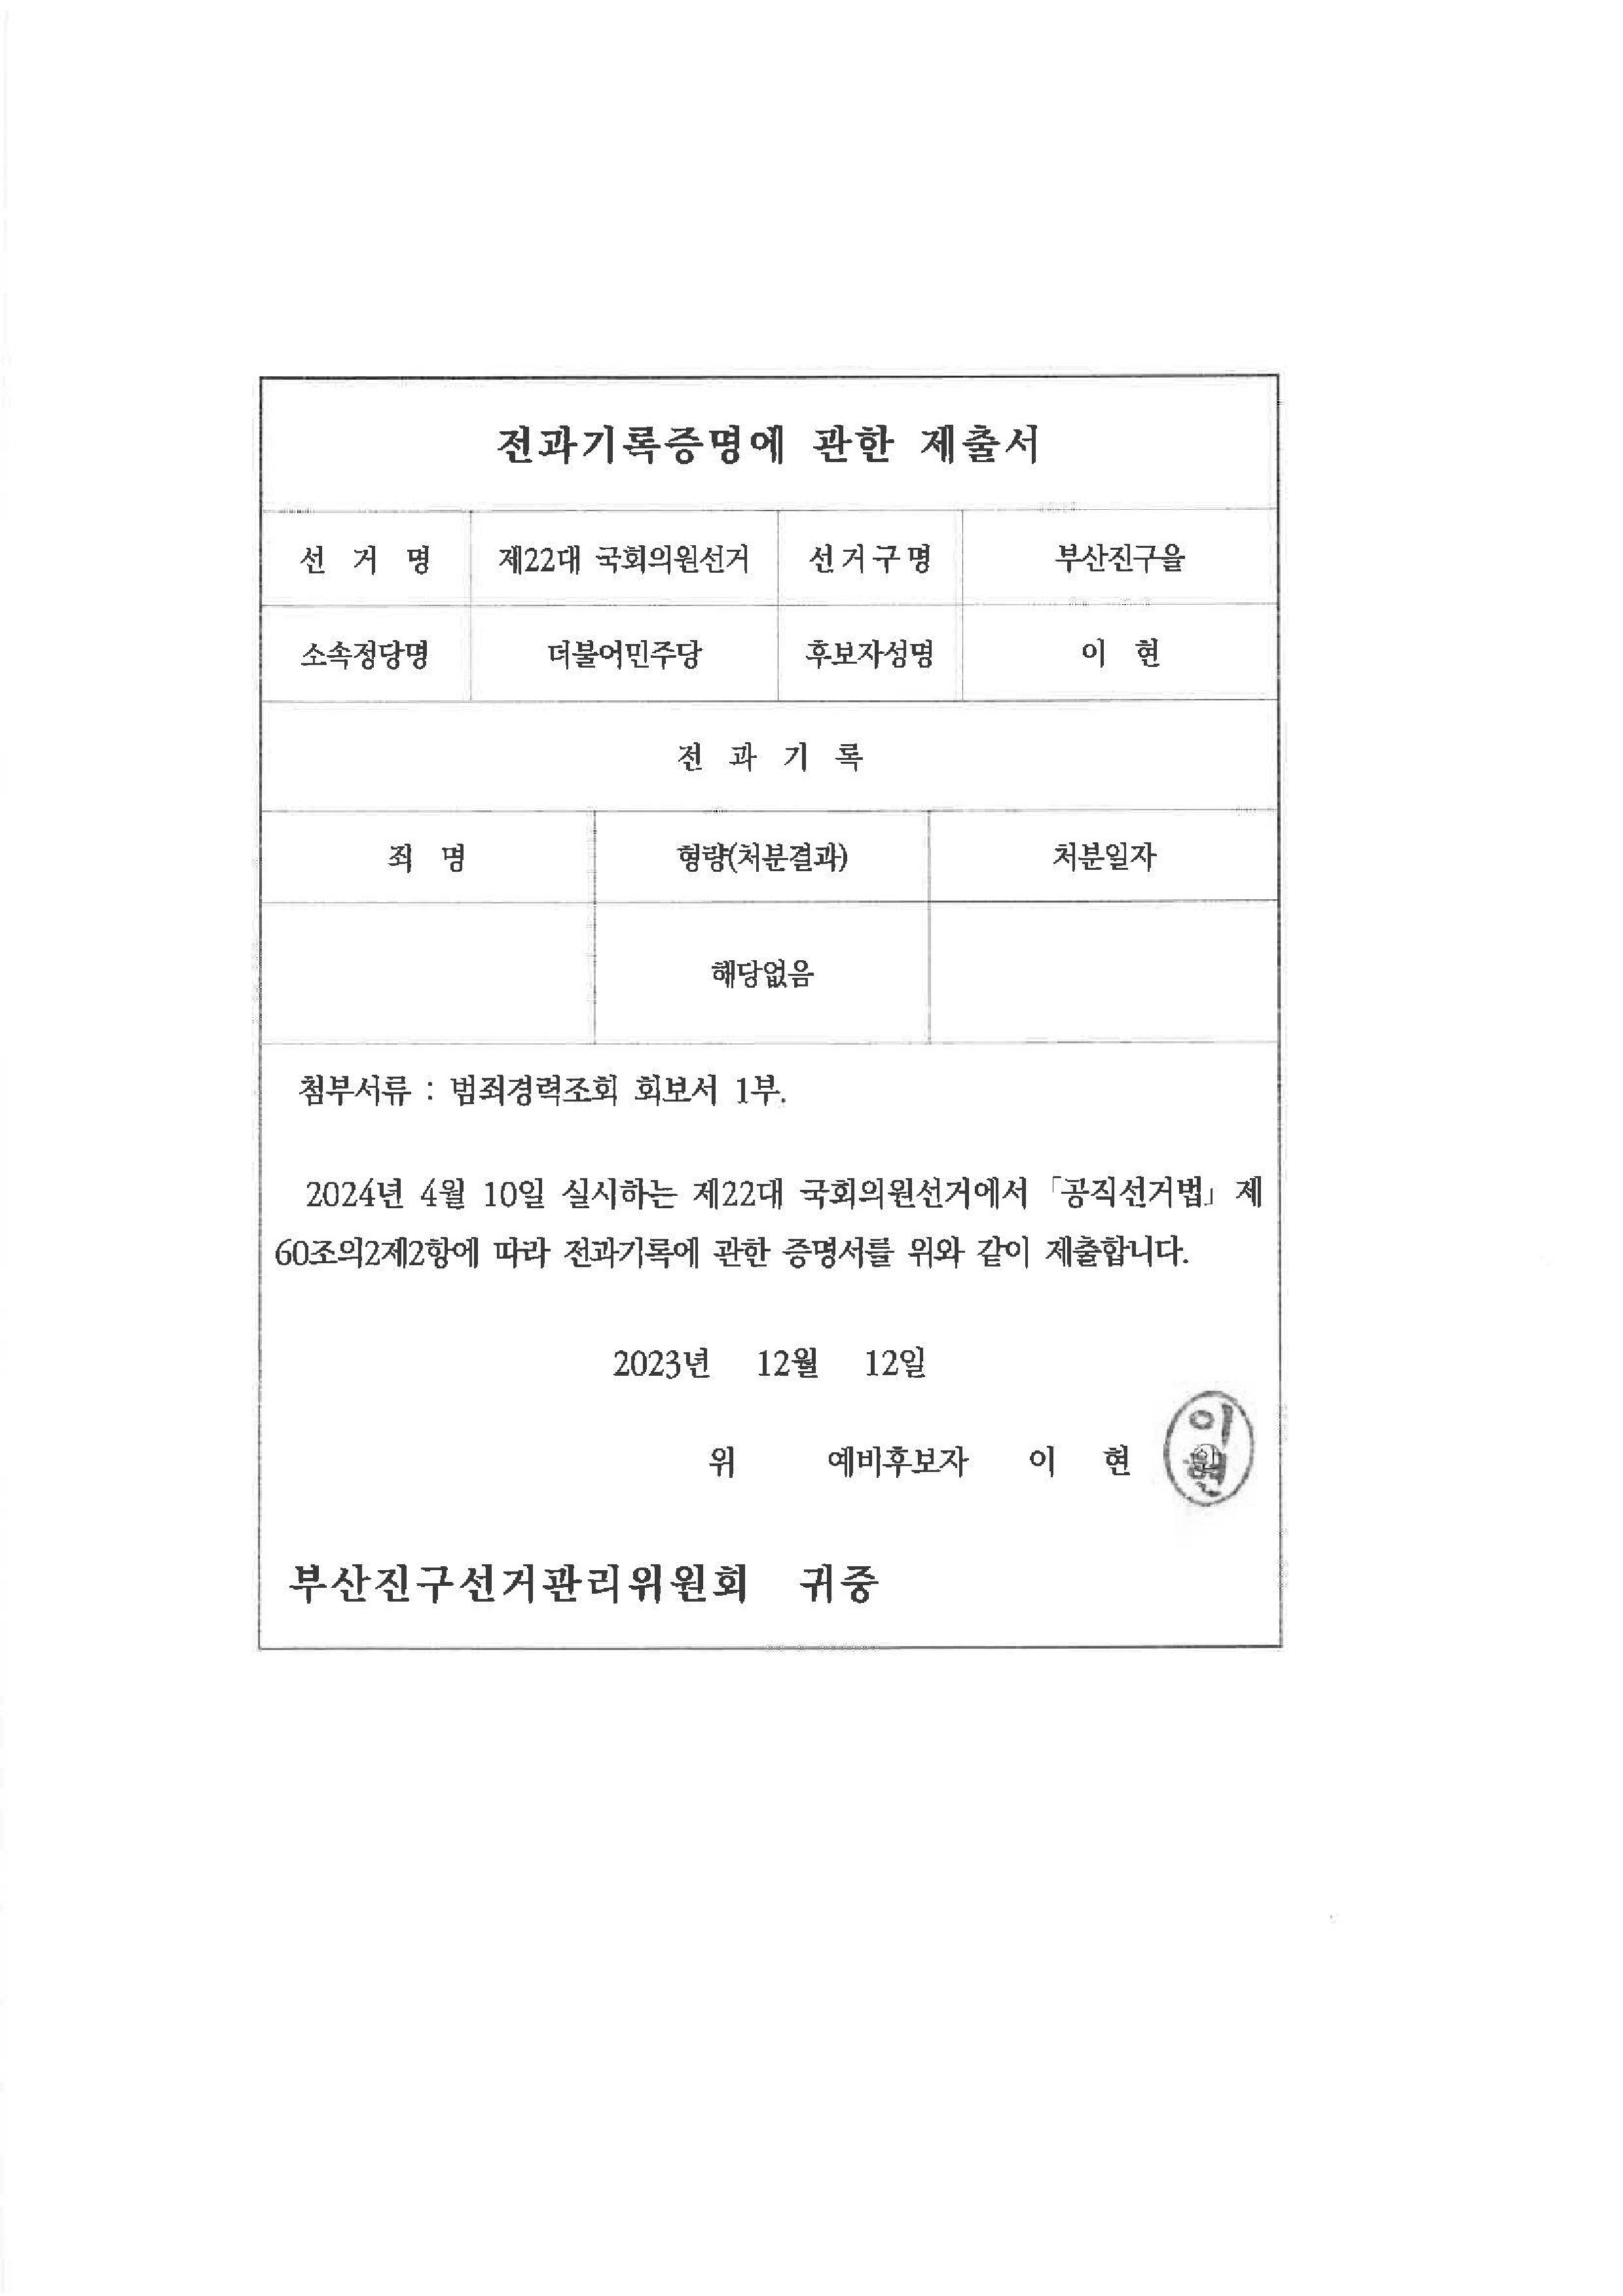 전과기록증명에 관한 제출서
선 거 명 제22대 국회의원선거 선거구명 부산진구을
소속정당명 더불어민주당 후보자성명 이 현
전 과 기 록
죄 명 형량(처분결과) 처분일자
해당없음
첨부서류 : 범죄경력조회 회보서 1부.
2024년 4월 10일 실시하는 제22대 국회의원선거에서 「공직선거법」 제
60조의2제2항에 따라 전과기록에 관한 증명서를 위와 같이 제출합니다.
2023년 12월 12일
위 예비후보자 이 현
이현
부산진구선거관리위원회 귀중